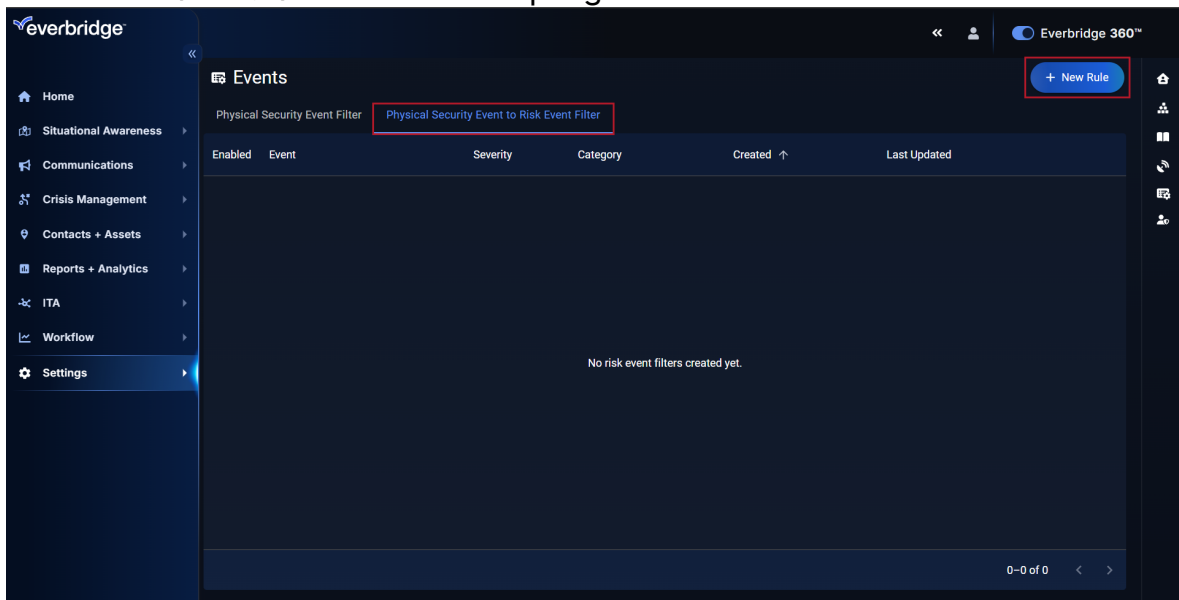 everbridge
Everbridge 360™
Events
+ New Rule
Physical Security Event Filter
Physical Security Event to Risk Event Filter
Home
Situational Awareness
Communications
Crisis Management
Contacts + Assets
Reports + Analytics
ITA
Workflow
Settings
Enabled Event Severity Category Created ↑ Last Updated
No risk event filters created yet.
0–0 of 0